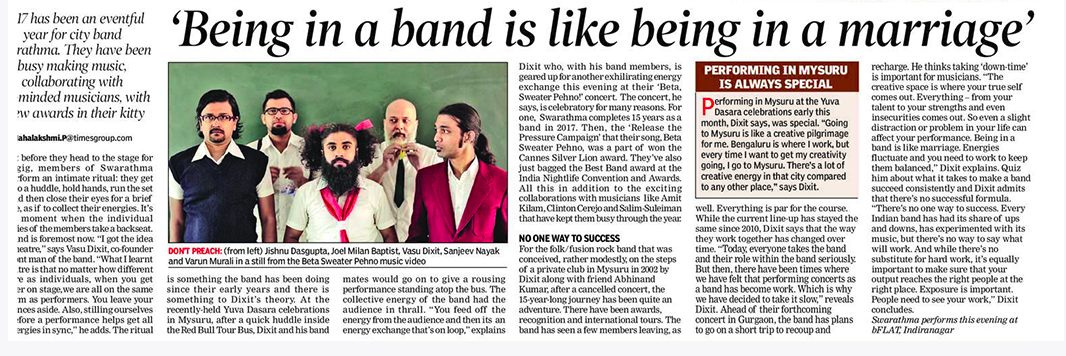 ‘Being in a band is like being in a marriage’
17 has been an eventful
year for city band
rathma. They have been
busy making music,
collaborating with
minded musicians, with
ew awards in their kitty
ahalakshmi.P@timesgroup.com
before they head to the stage for
gig, members of Swarathma
form an intimate ritual: they get
o a huddle, hold hands, run the set
d then close their eyes for a brief
, as if to collect their energies. It’s
moment when the individual
ies of the members take a backseat.
nd is foremost now. “I got the idea
eatre,” says Vasu Dixit, co-founder
nt man of the band. “What I learnt
tre is that no matter how different
e as individuals, when you get
r on stage, we are all on the same
m as performers. You leave your
nces aside. Also, stilling ourselves
fore a performance helps get all
ergies in sync,” he adds. The ritual
DON’T PREACH: (from left) Jishnu Dasgupta, Joel Milan Baptist, Vasu Dixit, Sanjeev Nayak
and Varun Murali in a still from the Beta Sweater Pehno music video
is something the band has been doing
since their early years and there is
something to Dixit’s theory. At the
recently-held Yuva Dasara celebrations
in Mysuru, after a quick huddle inside
the Red Bull Tour Bus, Dixit and his band
mates would go on to give a rousing
performance standing atop the bus. The
collective energy of the band had the
audience in thrall. “You feed off the
energy from the audience and then its an
energy exchange that’s on loop,” explains
Dixit who, with his band members, is
geared up for another exhilirating energy
exchange this evening at their ‘Beta,
Sweater Pehno!’ concert. The concert, he
says, is celebratory for many reasons. For
one, Swarathma completes 15 years as a
band in 2017. Then, the ‘Release the
Pressure Campaign’ that their song, Beta
Sweater Pehno, was a part of won the
Cannes Silver Lion award. They’ve also
just bagged the Best Band award at the
India Nightlife Convention and Awards.
All this in addition to the exciting
collaborations with musicians like Amit
Kilam, Clinton Cerejo and Salim-Suleiman
that have kept them busy through the year.
NO ONE WAY TO SUCCESS
For the folk/fusion rock band that was
conceived, rather modestly, on the steps
of a private club in Mysuru in 2002 by
Dixit along with friend Abhinand
Kumar, after a cancelled concert, the
15-year-long journey has been quite an
adventure. There have been awards,
recognition and international tours. The
band has seen a few members leaving, as
PERFORMING IN MYSURU
IS ALWAYS SPECIAL
Performing in Mysuru at the Yuva
Dasara celebrations early this
month, Dixit says, was special. “Going
to Mysuru is like a creative pilgrimage
for me. Bengaluru is where I work, but
every time I want to get my creativity
going, I go to Mysuru. There’s a lot of
creative energy in that city compared
to any other place,” says Dixit.
well. Everything is par for the course.
While the current line-up has stayed the
same since 2010, Dixit says that the way
they work together has changed over
time. “Today, everyone takes the band
and their role within the band seriously.
But then, there have been times where
we have felt that performing concerts as
a band has become work. Which is why
we have decided to take it slow,” reveals
Dixit. Ahead of their forthcoming
concert in Gurgaon, the band has plans
to go on a short trip to recoup and
recharge. He thinks taking ‘down-time’
is important for musicians. “The
creative space is where your true self
comes out. Everything – from your
talent to your strengths and even
insecurities comes out. So even a slight
distraction or problem in your life can
affect your performance. Being in a
band is like marriage. Energies
fluctuate and you need to work to keep
them balanced,” Dixit explains. Quiz
him about what it takes to make a band
succeed consistently and Dixit admits
that there’s no successful formula.
“There’s no one way to success. Every
Indian band has had its share of ups
and downs, has experimented with its
music, but there’s no way to say what
will work. And while there’s no
substitute for hard work, it’s equally
important to make sure that your
output reaches the right people at the
right place. Exposure is important.
People need to see your work,” Dixit
concludes.
Swarathma performs this evening at
bFLAT, Indiranagar